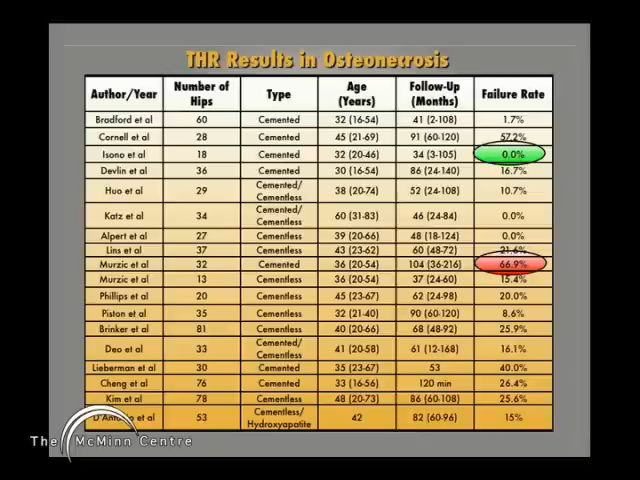 THR Results in Osteonecrosis
Author/Year Number of Hips Type Age (Years) Follow-Up (Months) Failure Rate
Bradford et al 60 Cemented 32 (16-54) 41 (2-108) 1.7%
Cornell et al 28 Cemented 45 (21-69) 91 (60-120) 57.2%
Isono et al 18 Cemented 32 (20-46) 34 (3-105) 0.0%
Devlin et al 36 Cemented 30 (16-54) 86 (24-140) 16.7%
Huo et al 29 Cemented/Cementless 38 (20-74) 52 (24-108) 10.7%
Katz et al 34 Cemented/Cementless 60 (31-83) 46 (24-84) 0.0%
Alpert et al 27 Cementless 39 (20-66) 48 (18-124) 0.0%
Lins et al 37 Cementless 43 (23-62) 60 (48-72) 21.6%
Murzic et al 32 Cemented 36 (20-54) 104 (36-216) 66.9%
Murzic et al 13 Cementless 36 (20-54) 37 (24-60) 15.4%
Phillips et al 20 Cementless 45 (23-67) 62 (24-98) 20.0%
Piston et al 35 Cementless 32 (21-40) 90 (60-120) 8.6%
Brinker et al 81 Cementless 40 (20-66) 68 (48-92) 25.9%
Deo et al 33 Cemented/Cementless 41 (20-58) 61 (12-168) 16.1%
Lieberman et al 30 Cemented 35 (23-67) 53 40.0%
Cheng et al 76 Cemented 33 (16-56) 120 min 26.4%
Kim et al 78 Cementless 48 (20-73) 86 (60-108) 25.6%
et al 53 Cementless/Hydroxyapatite 42 82 (60-96) 15%
The McMinn Centre